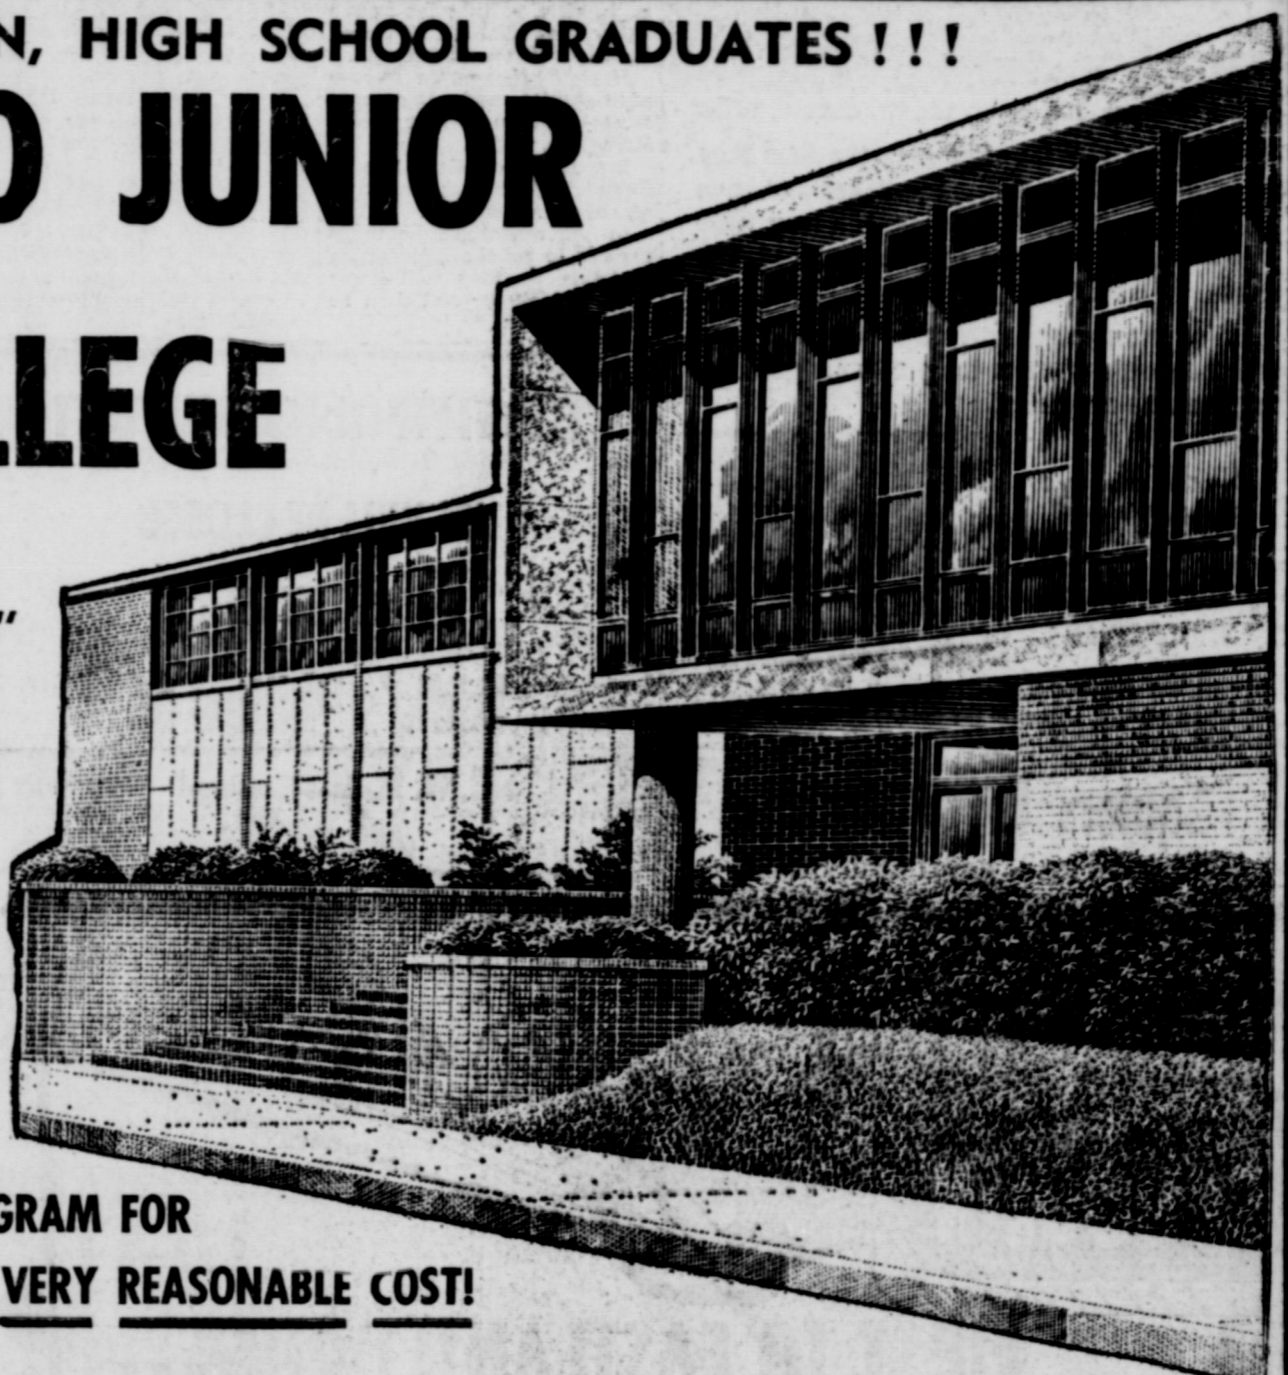 N, HIGH SCHOOL GRADUATES ! ! !
O JUNIOR
LLEGE
"
GRAM FOR
VERY REASONABLE COST!